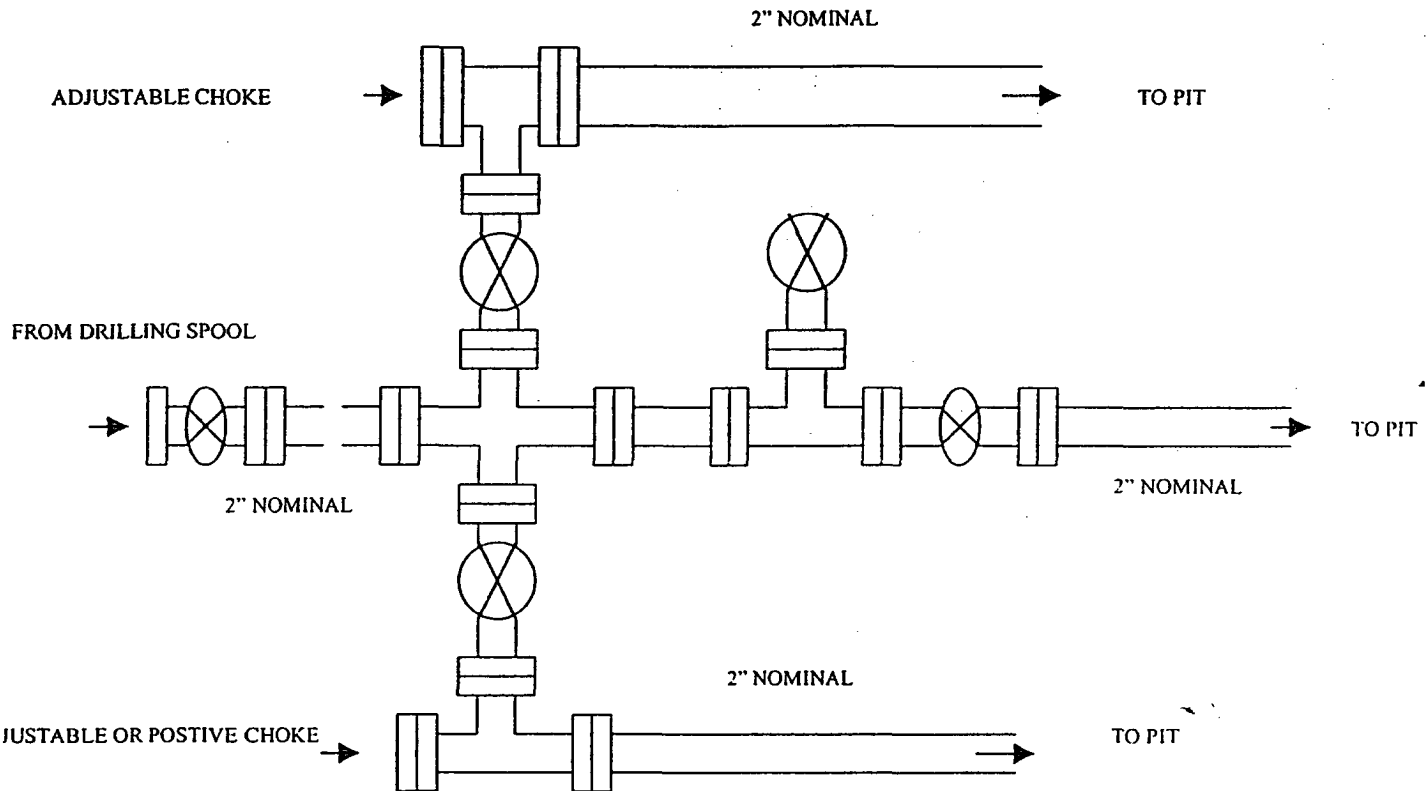 2” NOMINAL
ADJUSTABLE CHOKE
TO PIT
FROM DRILLING SPOOL
TO PIT
2” NOMINAL
2” NOMINAL
2” NOMINAL
JUSTABLE OR POSTIVE CHOKE
TO PIT